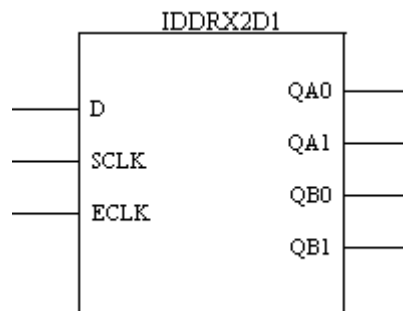 IDDRX2D1
D
SCLK
ECLK
QA0
QA1
QB0
QB1